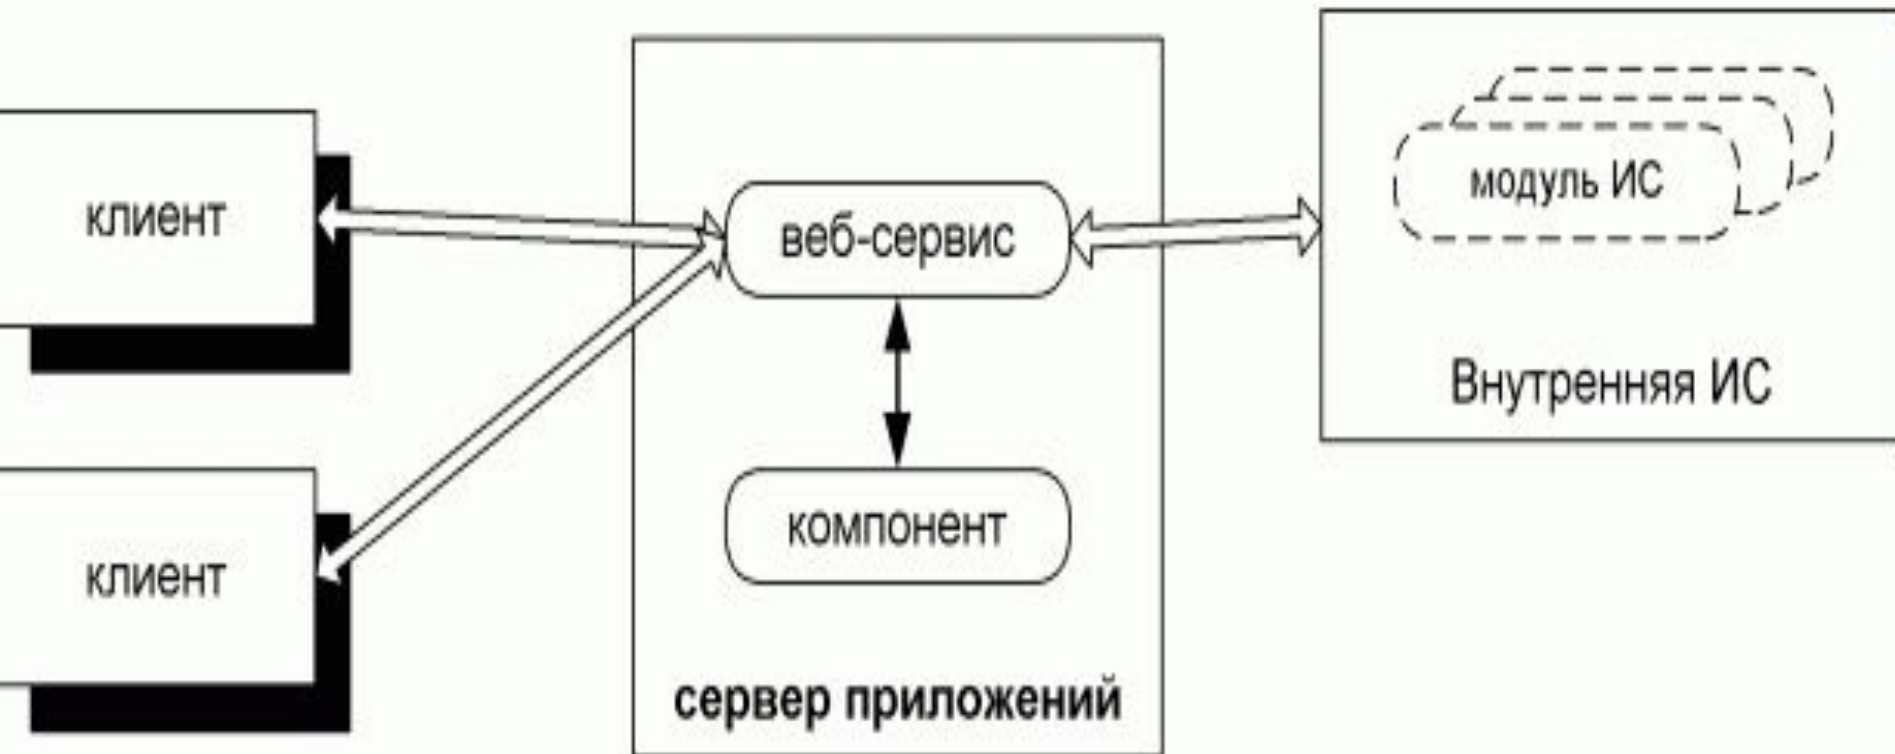 клиент
клиент
веб-сервис
компонент
сервер приложений
модуль ИС
Внутренняя ИС